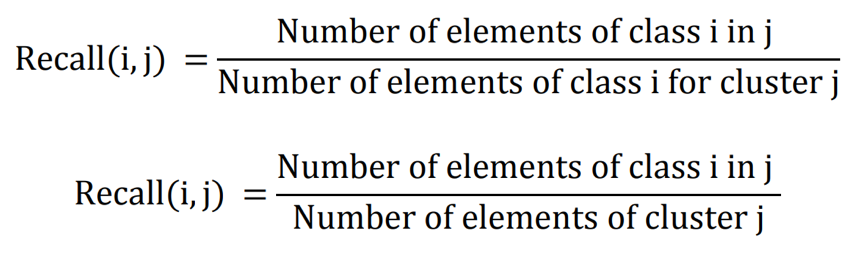 Recall(i, j) = Number of elements of class i in j / Number of elements of class i for cluster j
Recall(i, j) = Number of elements of class i in j / Number of elements of cluster j